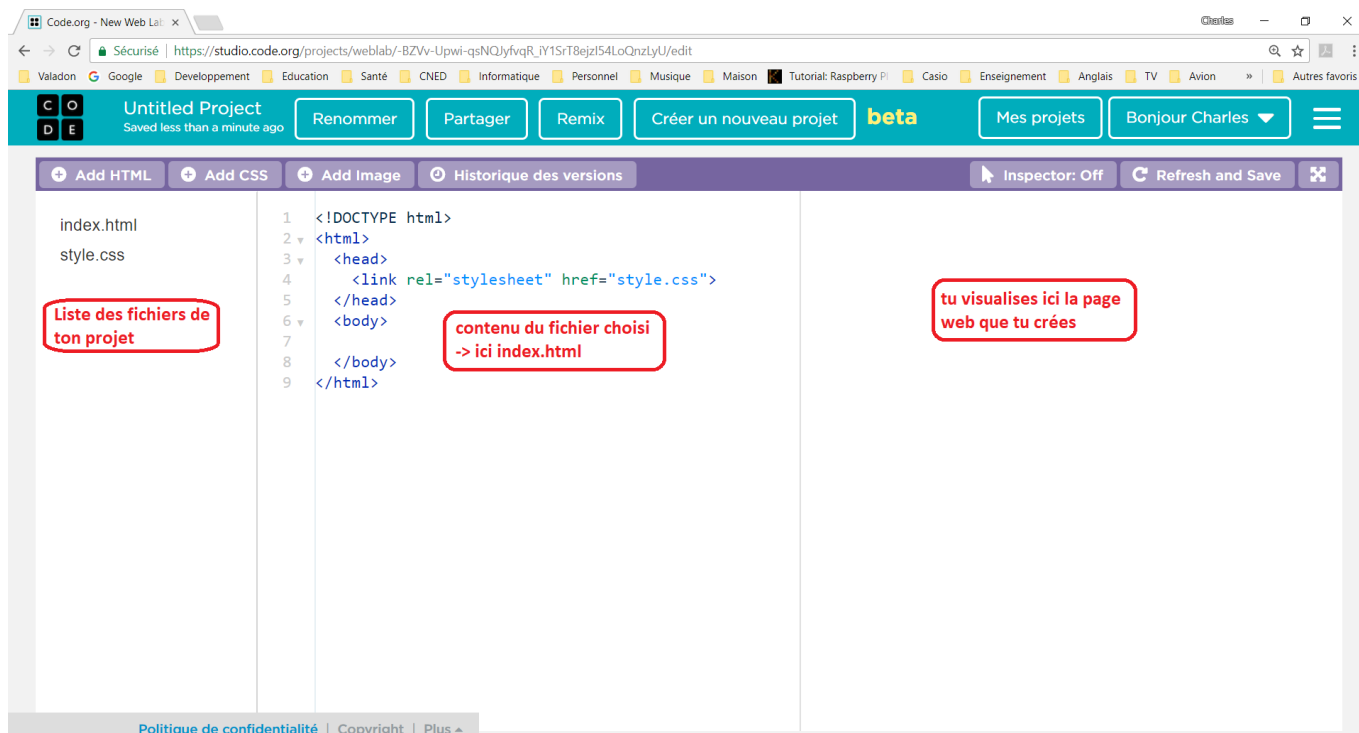 Code.org - New Web Lab
Charles
Sécurisé | https://studio.code.org/projects/weblab/-BZVv-Upwi-qsNQJyfvqR_iY1SrT8ejzI54LoQnzLyU/edit
Valadon Google Developpement Education Santé CNED Informatique Personnel Musique Maison Tutorial: Raspberry Pi Casio Enseignement Anglais TV Avion » Autres favoris
C O
D E
Untitled Project
Saved less than a minute ago
Renommer Partager Remix Créer un nouveau projet beta Mes projets Bonjour Charles
Add HTML Add CSS Add Image Historique des versions Inspector: Off Refresh and Save
index.html
style.css
Liste des fichiers de
ton projet
1 <!DOCTYPE html>
2 <html>
3 <head>
4 <link rel="stylesheet" href="style.css">
5 </head>
6 <body>
7
8 </body>
9 </html>
contenu du fichier choisi
-> ici index.html
tu visualises ici la page
web que tu crées
Politique de confidentialité | Copyright | Plus